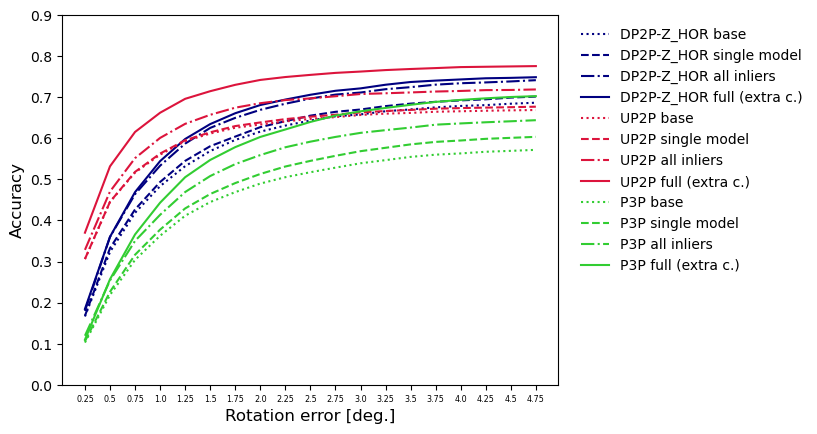 0.9
0.8
0.7
0.6
0.5
0.4
0.3
0.2
0.1
0.0
Accuracy
0.25 0.5 0.75 1.0 1.25 1.5 1.75 2.0 2.25 2.5 2.75 3.0 3.25 3.5 3.75 4.0 4.25 4.5 4.75
Rotation error [deg.]
DP2P-Z_HOR base
DP2P-Z_HOR single model
DP2P-Z_HOR all inliers
DP2P-Z_HOR full (extra c.)
UP2P base
UP2P single model
UP2P all inliers
UP2P full (extra c.)
P3P base
P3P single model
P3P all inliers
P3P full (extra c.)